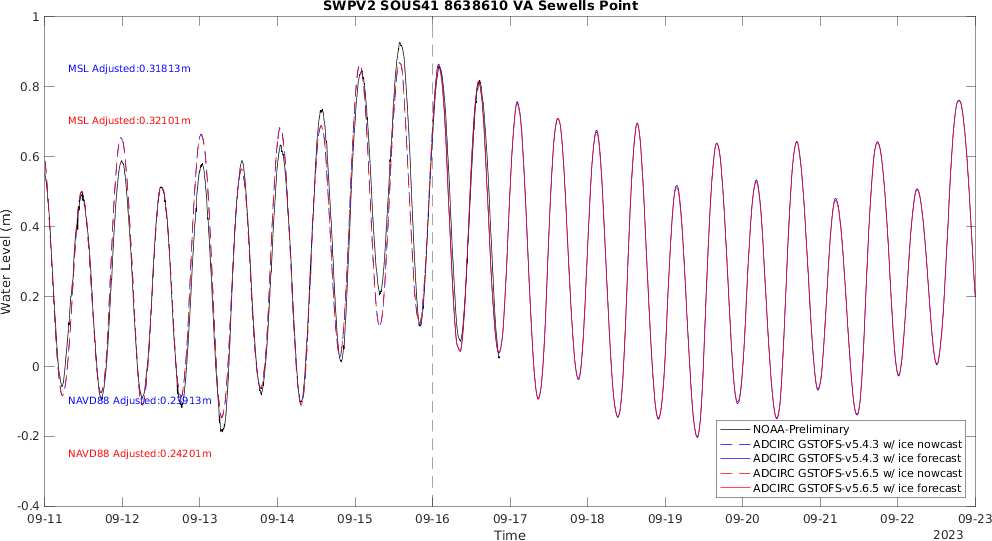 SWPV2 SOUS41 8638610 VA Sewells Point
1
0.8
0.6
0.4
0.2
0
-0.2
-0.4
Water Level (m)
MSL Adjusted:0.31813m
MSL Adjusted:0.32101m
NAVD88 Adjusted:0.23913m
NAVD88 Adjusted:0.24201m
NOAA-Preliminary
ADCIRC GSTOFS-v5.4.3 w/ ice nowcast
ADCIRC GSTOFS-v5.4.3 w/ ice forecast
ADCIRC GSTOFS-v5.6.5 w/ ice nowcast
ADCIRC GSTOFS-v5.6.5 w/ ice forecast
09-11 09-12 09-13 09-14 09-15 09-16 09-17 09-18 09-19 09-20 09-21 09-22 09-23
Time
2023